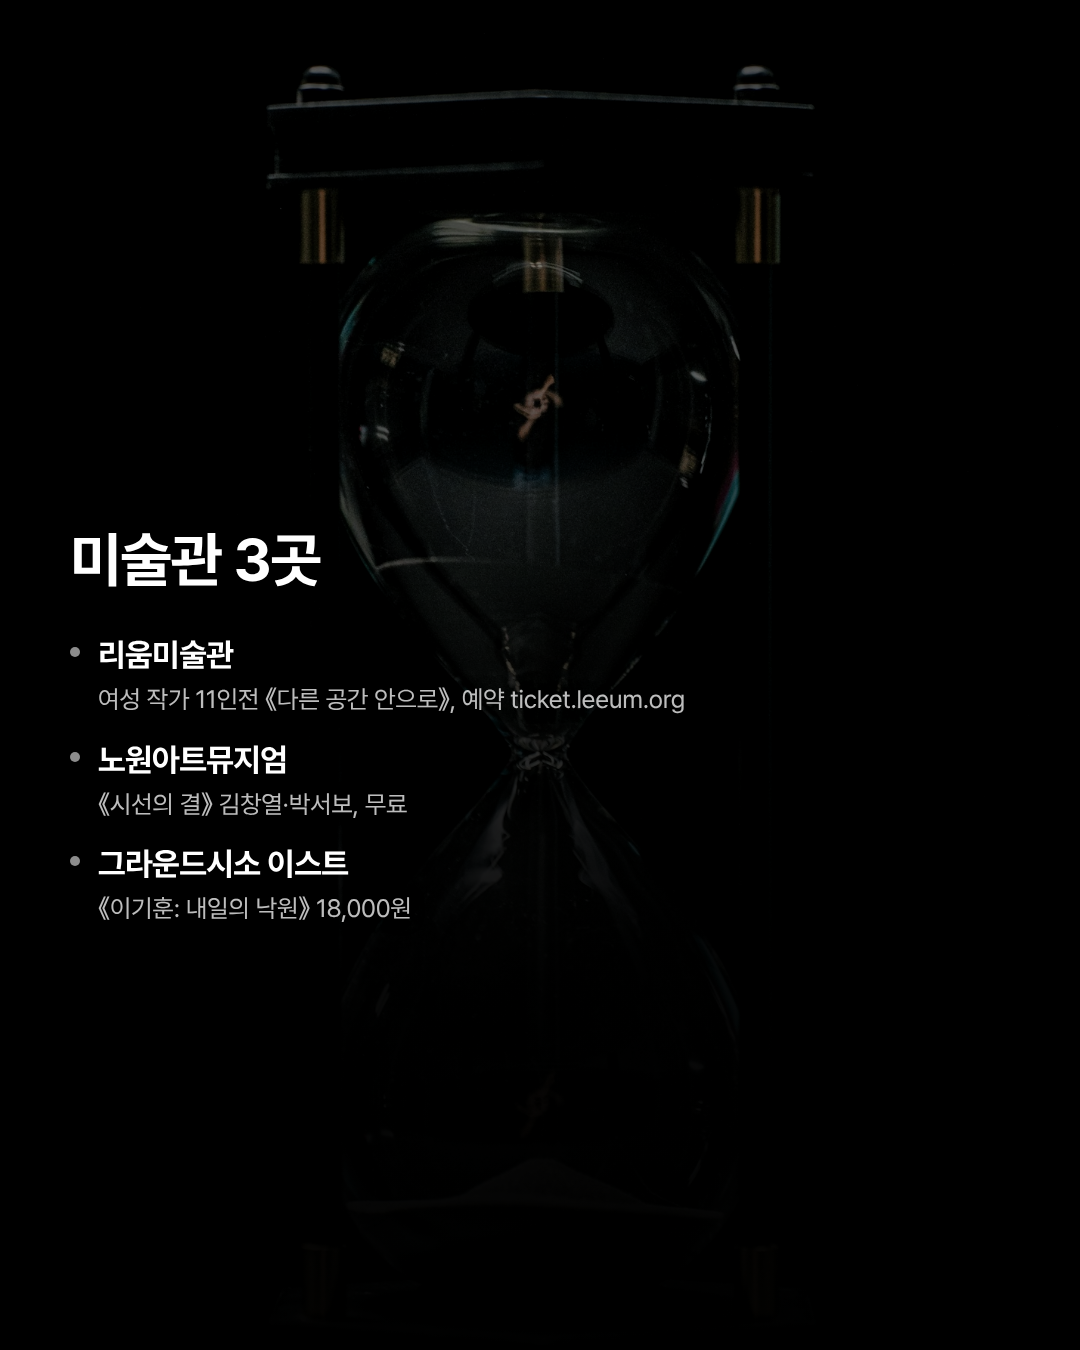 미술관 3곳
리움미술관
여성 작가 11인전 《다른 공간 안으로》, 예약 ticket.leeum.org
노원아트뮤지엄
《시선의 결》 김창열·박서보, 무료
그라운드시소 이스트
《이기훈: 내일의 낙원》 18,000원